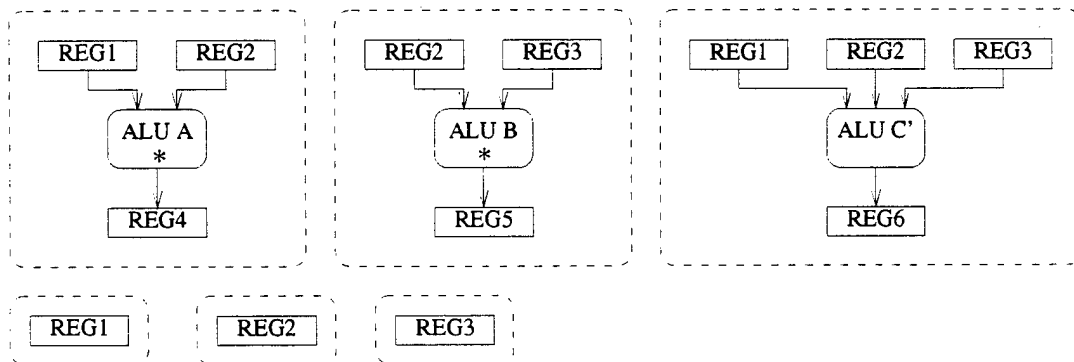 REG1 REG2 REG2 REG3 REG1 REG2 REG3
ALU A ALU B ALU C'
* *
REG4 REG5 REG6
REG1 REG2 REG3